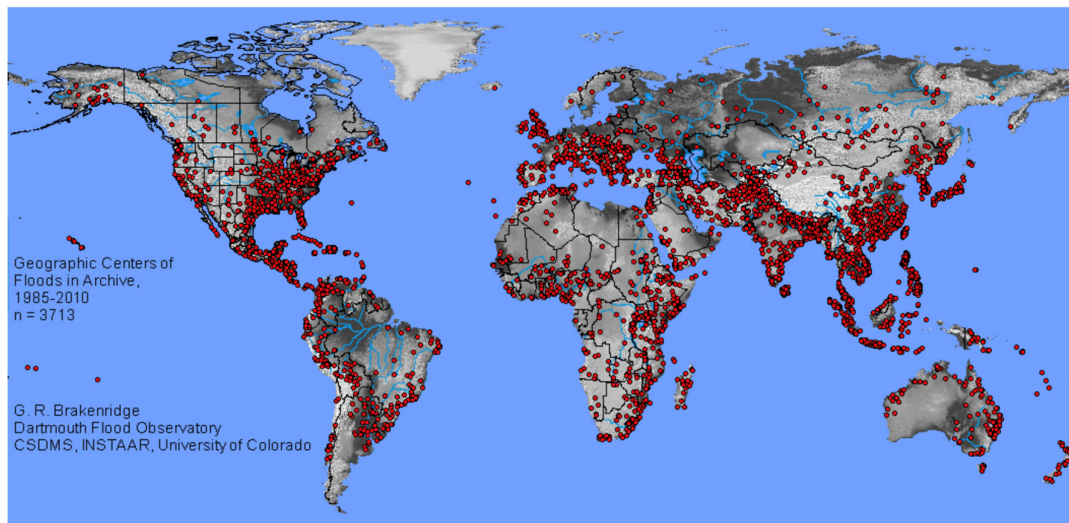 Geographic Centers of
Floods in Archive,
1985-2010
n = 3713
G. R. Brakenridge
Dartmouth Flood Observatory
CSDMS, INSTAAR, University of Colorado